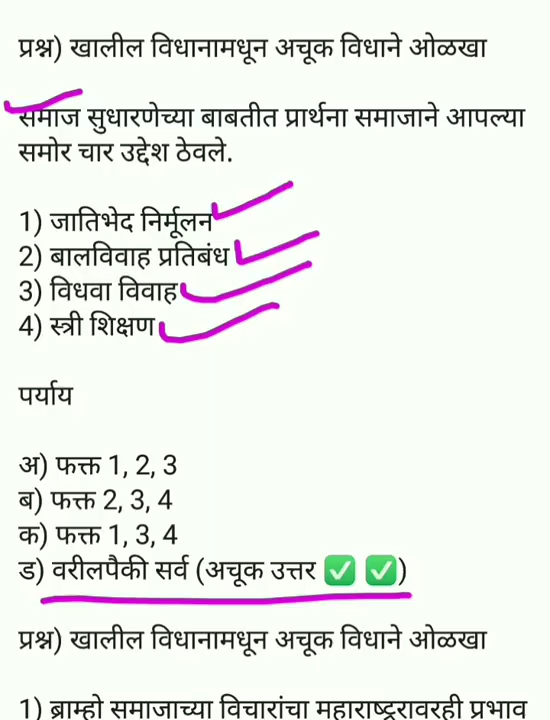 प्रश्न) खालील विधानामधून अचूक विधाने ओळखा
समाज सुधारणेच्या बाबतीत प्रार्थना समाजाने आपल्या
समोर चार उद्देश ठेवले.
1) जातिभेद निर्मूलन
2) बालविवाह प्रतिबंध
3) विधवा विवाह
4) स्त्री शिक्षण
पर्याय
अ) फक्त 1, 2, 3
ब) फक्त 2, 3, 4
क) फक्त 1, 3, 4
ड) वरीलपैकी सर्व (अचूक उत्तर ✅ ✅)
प्रश्न) खालील विधानामधून अचूक विधाने ओळखा
1) ब्राम्हो समाजाच्या विचारांचा महाराष्ट्रावरही प्रभाव